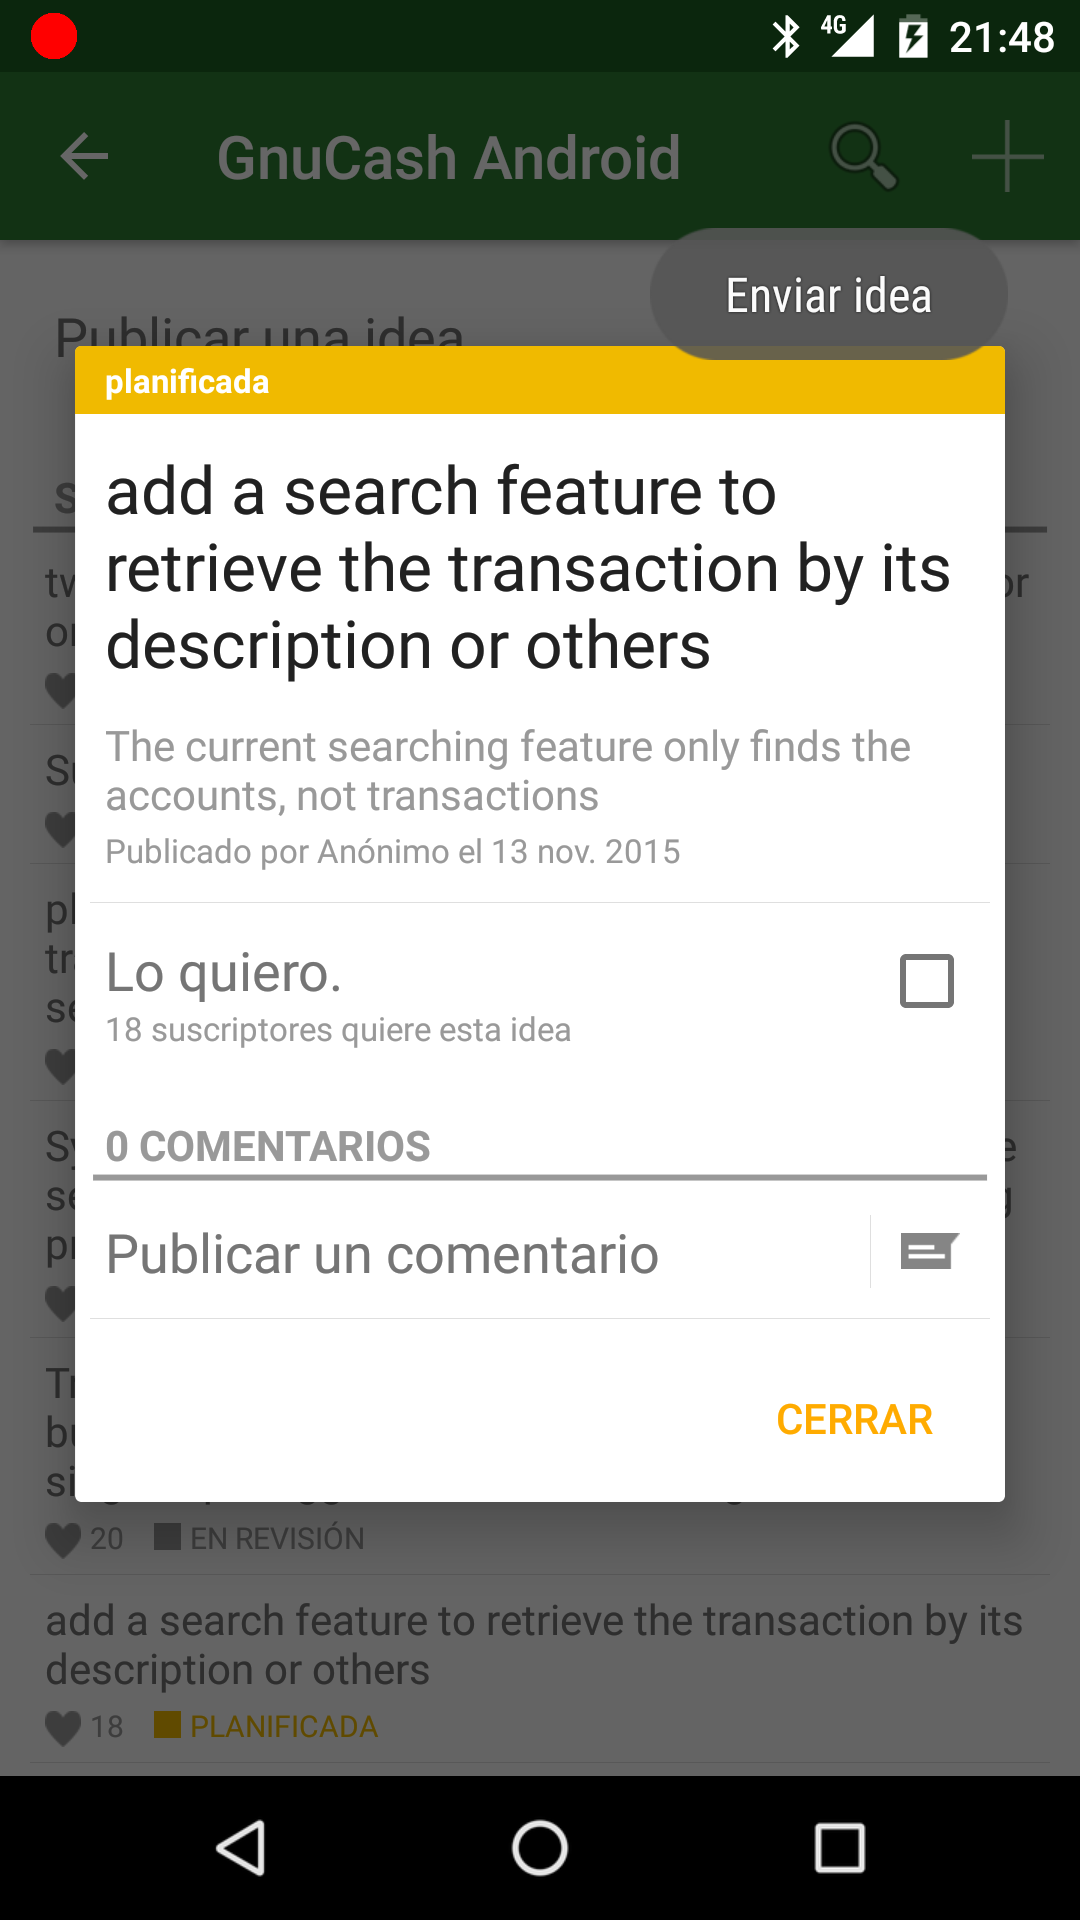 4G 21:48
GnuCash Android
Enviar idea
Publicar una idea
planificada
add a search feature to
retrieve the transaction by its
description or others
The current searching feature only finds the
accounts, not transactions
Publicado por Anónimo el 13 nov. 2015
Lo quiero.
18 suscriptores quiere esta idea
0 COMENTARIOS
Publicar un comentario
CERRAR
20 EN REVISIÓN
add a search feature to retrieve the transaction by its
description or others
18 PLANIFICADA